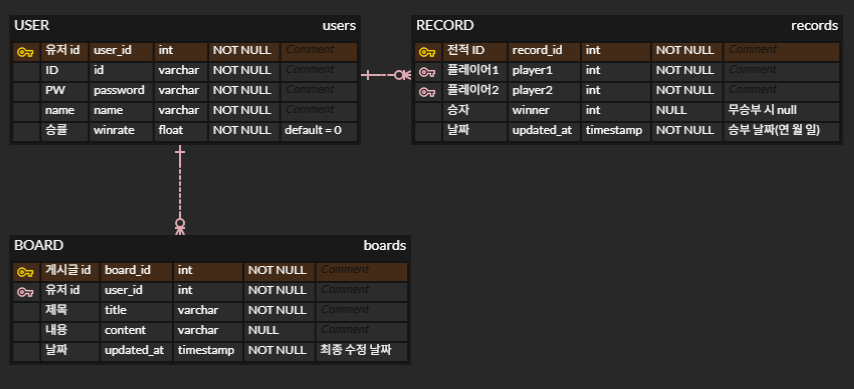 USER users
유저 id user_id int NOT NULL Comment
ID id varchar NOT NULL Comment
PW password varchar NOT NULL Comment
name name varchar NOT NULL Comment
승률 winrate float NOT NULL default = 0
RECORD records
전적 ID record_id int NOT NULL Comment
플레이어1 player1 int NOT NULL Comment
플레이어2 player2 int NOT NULL Comment
승자 winner int NULL 무승부 시 null
날짜 updated_at timestamp NOT NULL 승부 날짜(연 월 일)
BOARD boards
게시글 id board_id int NOT NULL Comment
유저 id user_id int NOT NULL Comment
제목 title varchar NOT NULL Comment
내용 content varchar NULL Comment
날짜 updated_at timestamp NOT NULL 최종 수정 날짜